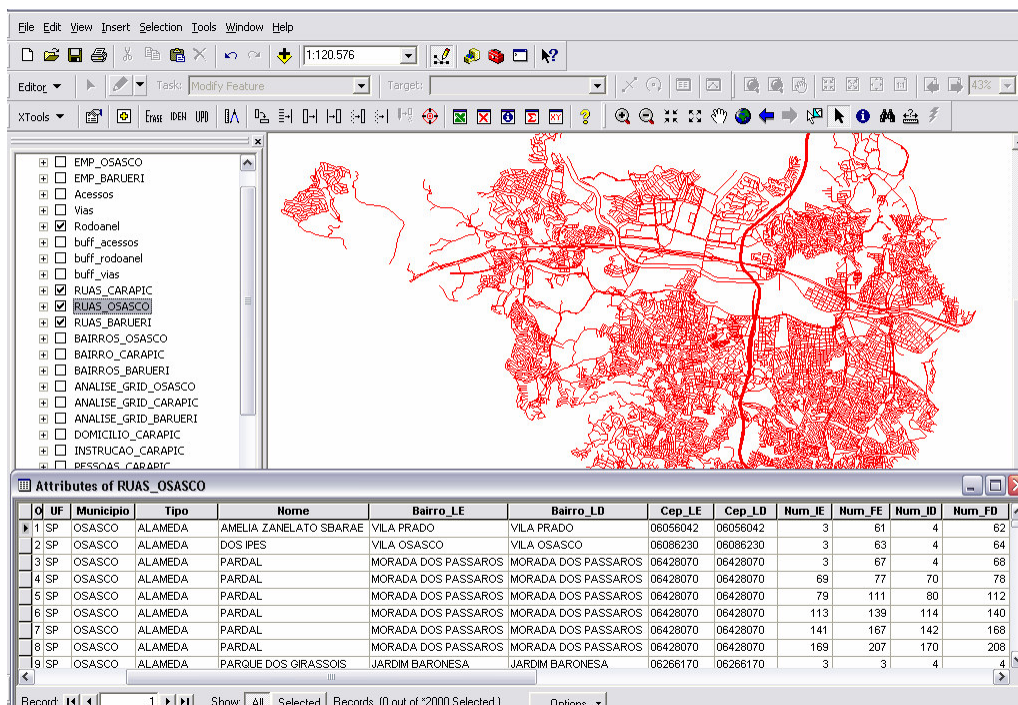 File Edit View Insert Selection Tools Window Help
1:120.576
Editor Task: Modify Feature Target: 43%
XTools ERASE IDEN UPD
EMP_OSASCO
EMP_BARUERI
Acessos
Vias
Rodoanel
buff_acessos
buff_rodoanel
buff_vias
RUAS_CARAPIC
RUAS_OSASCO
RUAS_BARUERI
BAIRROS_OSASCO
BAIRRO_CARAPIC
BAIRROS_BARUERI
ANALISE_GRID_OSASCO
ANALISE_GRID_CARAPIC
ANALISE_GRID_BARUERI
DOMICILIO_CARAPIC
INSTRUCAO_CARAPIC
PESSOAS_CARAPIC
Attributes of RUAS_OSASCO
O UF Municipio Tipo Nome Bairro_LE Bairro_LD Cep_LE Cep_LD Num_IE Num_FE Num_ID Num_FD
1 SP OSASCO ALAMEDA AMELIA ZANELATO SBARAE VILA PRADO VILA PRADO 06056042 06056042 3 61 4 62
2 SP OSASCO ALAMEDA DOS IPES VILA OSASCO VILA OSASCO 06086230 06086230 3 63 4 64
3 SP OSASCO ALAMEDA PARDAL MORADA DOS PASSAROS MORADA DOS PASSAROS 06428070 06428070 3 67 4 68
4 SP OSASCO ALAMEDA PARDAL MORADA DOS PASSAROS MORADA DOS PASSAROS 06428070 06428070 69 77 70 78
5 SP OSASCO ALAMEDA PARDAL MORADA DOS PASSAROS MORADA DOS PASSAROS 06428070 06428070 79 111 80 112
6 SP OSASCO ALAMEDA PARDAL MORADA DOS PASSAROS MORADA DOS PASSAROS 06428070 06428070 113 139 114 140
7 SP OSASCO ALAMEDA PARDAL MORADA DOS PASSAROS MORADA DOS PASSAROS 06428070 06428070 141 167 142 168
8 SP OSASCO ALAMEDA PARDAL MORADA DOS PASSAROS MORADA DOS PASSAROS 06428070 06428070 169 207 170 208
9 SP OSASCO ALAMEDA PARQUE DOS GIRASSOIS JARDIM BARONESA JARDIM BARONESA 06266170 06266170 3 3 4 4
Record: 1 Show: All Selected Records (0 out of *2000 Selected.) Options